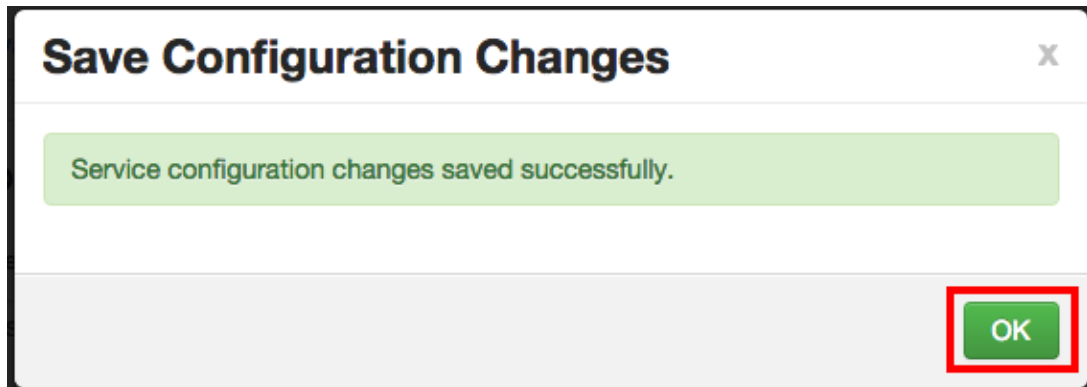 Save Configuration Changes
x
Service configuration changes saved successfully.
OK